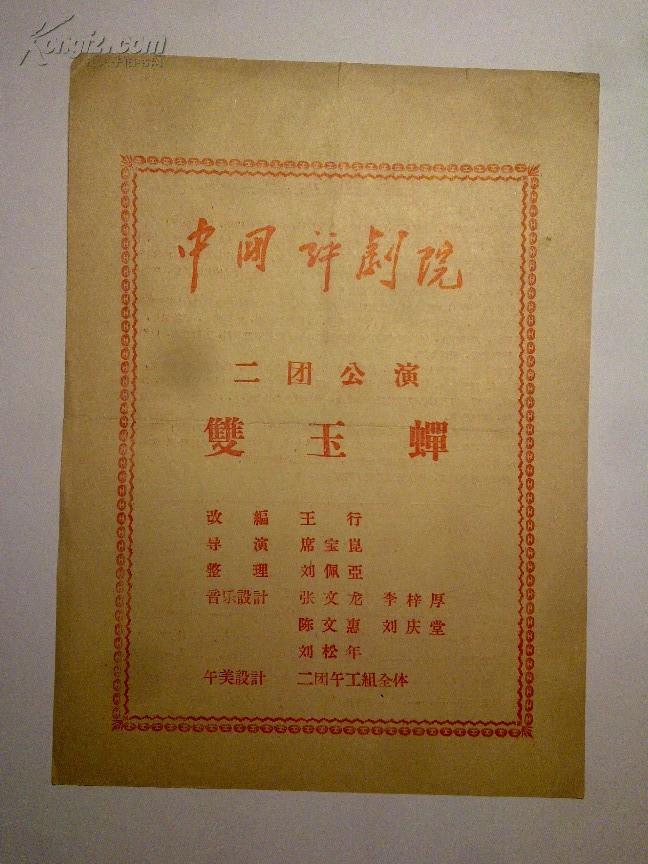 Kongfz.com
中国評劇院
二团公演
雙玉蟬
改編 王行
导演 席宝崑
整理 刘佩亞
音乐設計 张文龙 李梓厚
陈文惠 刘庆堂
刘松年
午美設計 二团午工組全体